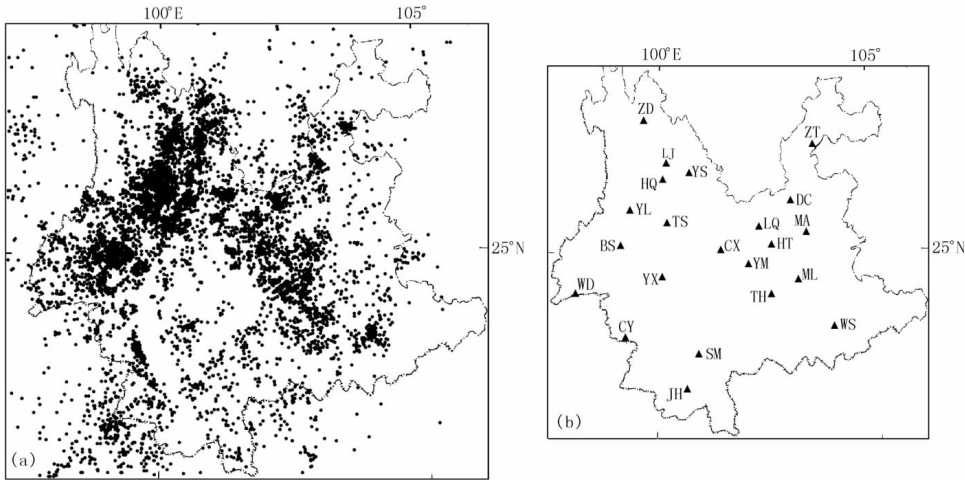 100°E
105°
(a)
100°E
105°
ZD
ZT
LJ
YS
HQ
DC
YL
MA
TS
LQ
BS
CX
HT
25°N
YM
YX
ML
WD
TH
CY
WS
SM
JH
(b)